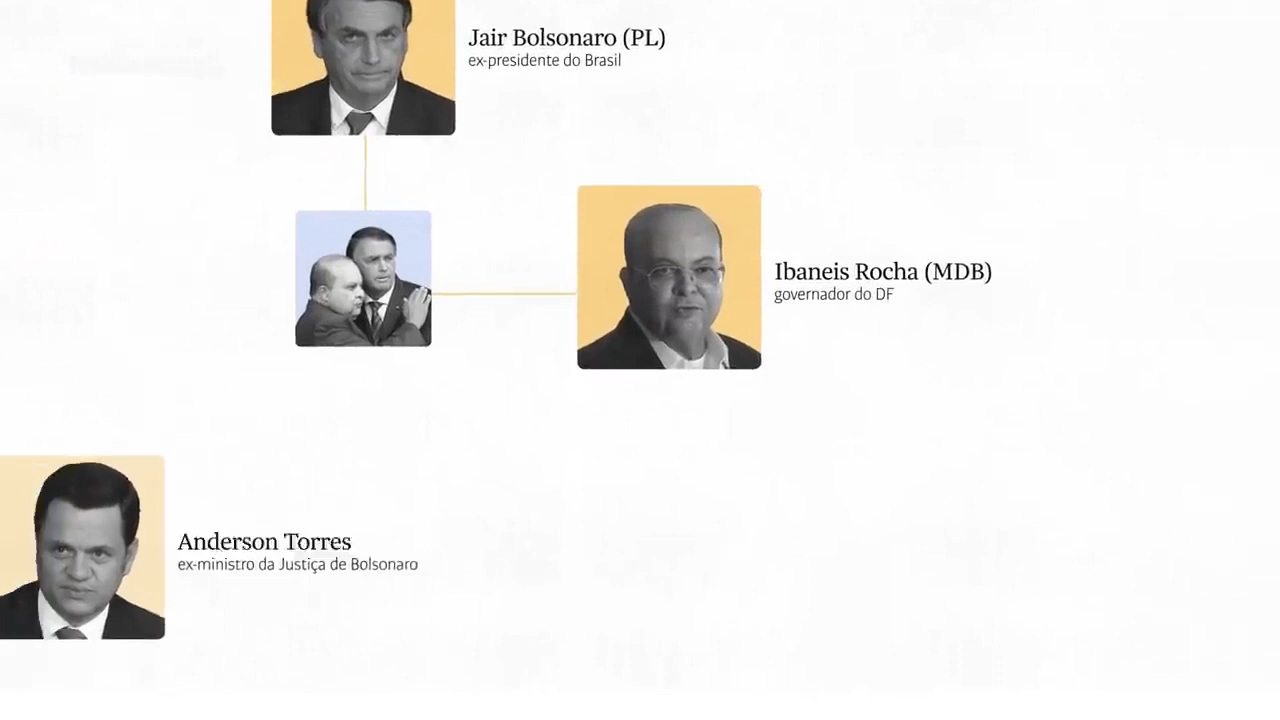 Jair Bolsonaro (PL)
ex-presidente do Brasil
Ibaneis Rocha (MDB)
governador do DF
Anderson Torres
ex-ministro da Justiça de Bolsonaro